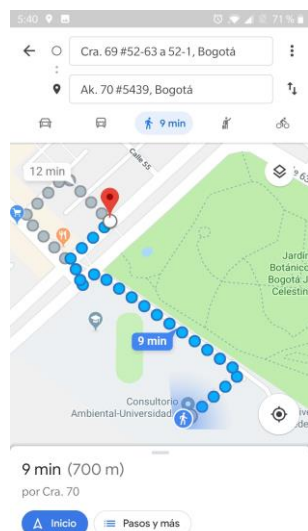 5:40
71 %
Cra. 69 #52-63 a 52-1, Bogotá
Ak. 70 #5439, Bogotá
9 min
Calle 55
12 min
Jardín
Botánico
Bogotá J
Celestin
9 min
Consultorio
Ambiental-Universidad
9 min (700 m)
por Cra. 70
Inicio
Pasos y más